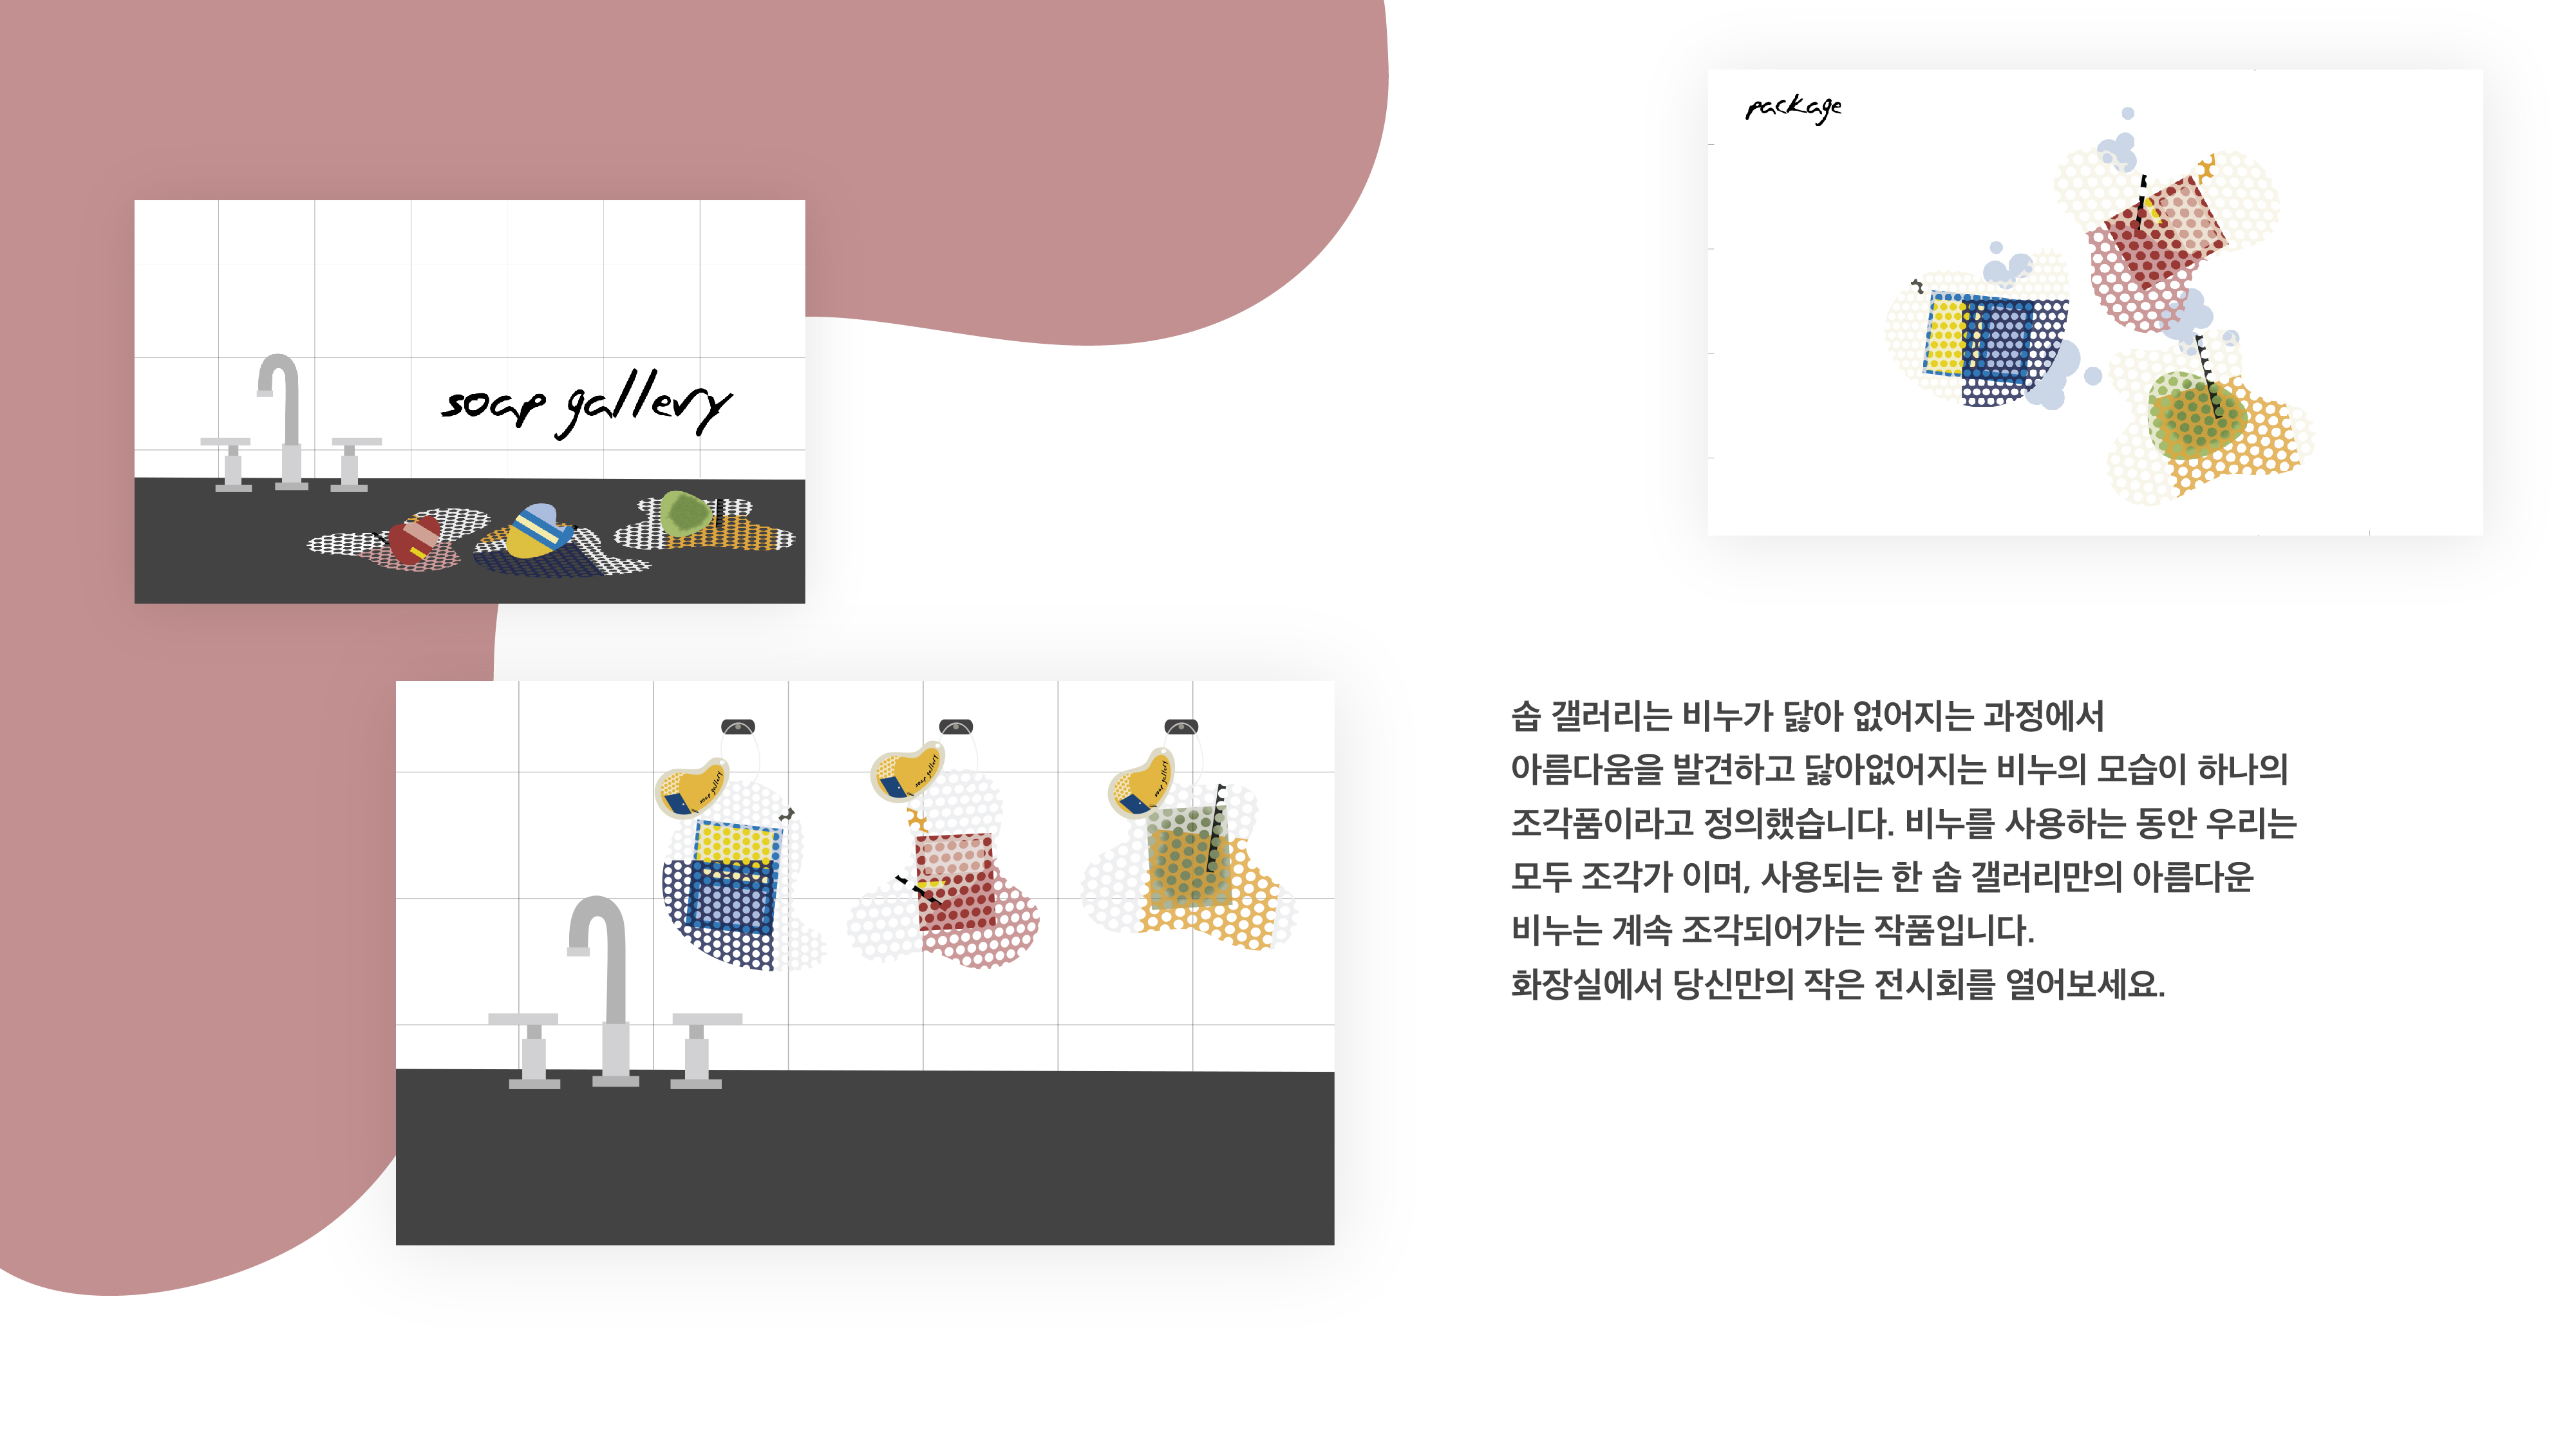 soap gallery
package
soap gallery
soap gallery
soap gallery
솝 갤러리는 비누가 닳아 없어지는 과정에서
아름다움을 발견하고 닳아없어지는 비누의 모습이 하나의
조각품이라고 정의했습니다. 비누를 사용하는 동안 우리는
모두 조각가 이며, 사용되는 한 솝 갤러리만의 아름다운
비누는 계속 조각되어가는 작품입니다.
화장실에서 당신만의 작은 전시회를 열어보세요.